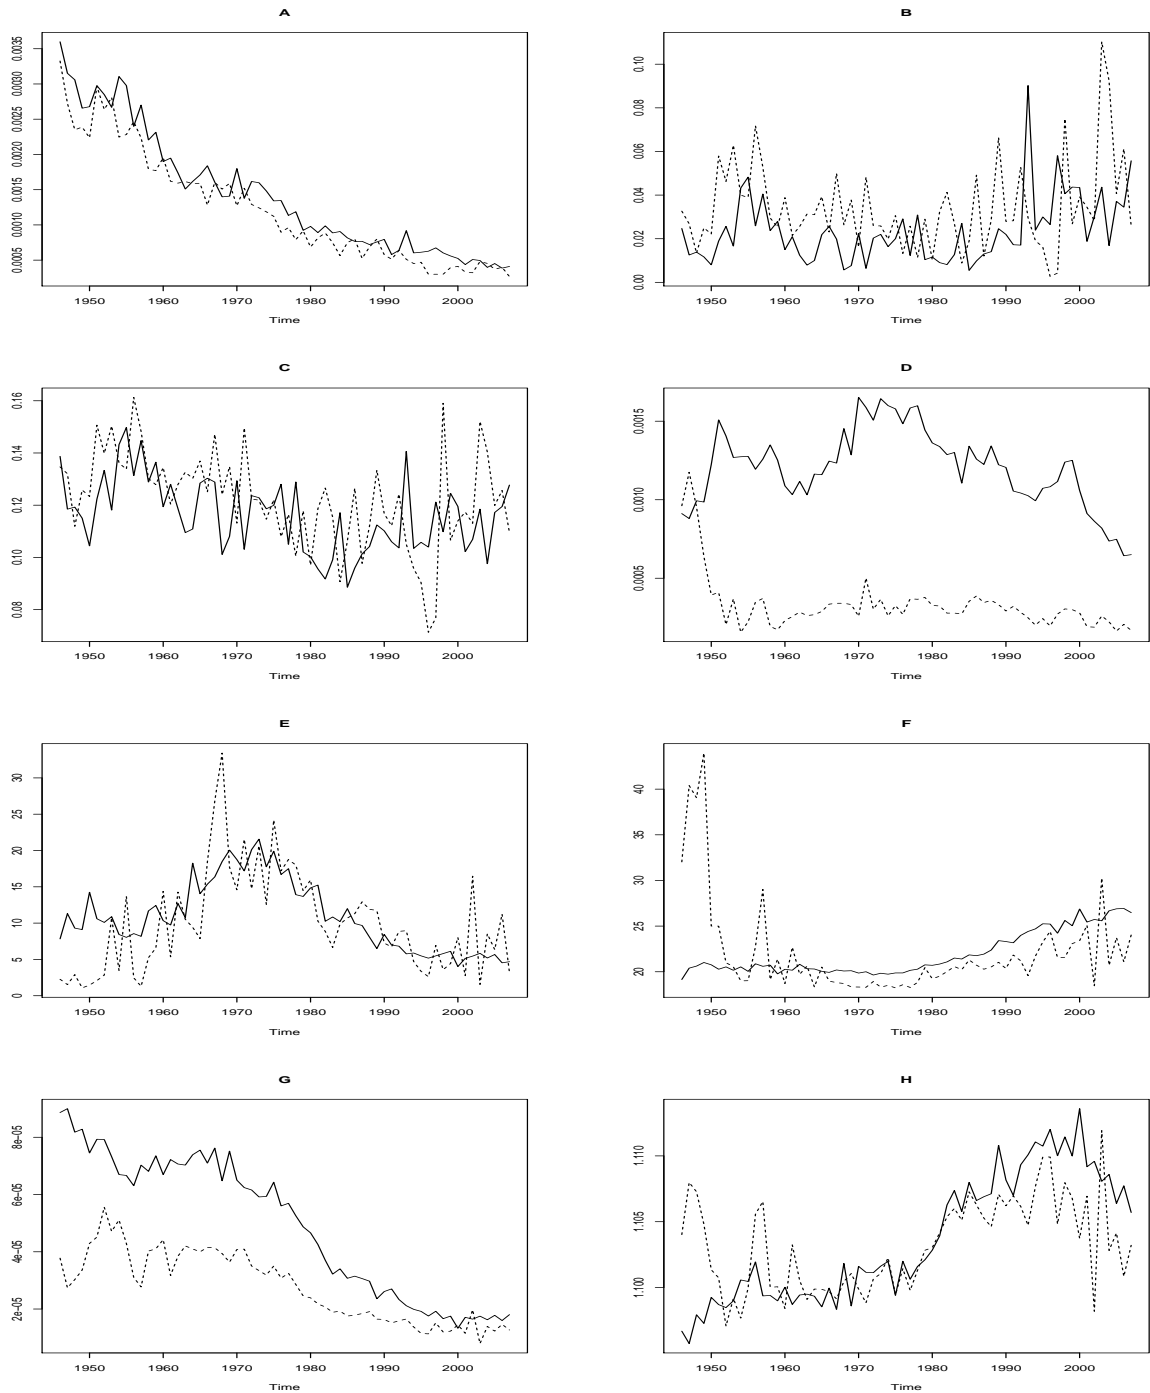 A
0.0035
0.0030
0.0025
0.0020
0.0015
0.0010
0.0005
1950 1960 1970 1980 1990 2000
Time
B
0.10
0.08
0.06
0.04
0.02
0.00
1950 1960 1970 1980 1990 2000
Time
C
0.16
0.14
0.12
0.10
0.08
1950 1960 1970 1980 1990 2000
Time
D
0.0015
0.0010
0.0005
1950 1960 1970 1980 1990 2000
Time
E
30
25
20
15
10
5
0
1950 1960 1970 1980 1990 2000
Time
F
40
35
30
25
20
1950 1960 1970 1980 1990 2000
Time
G
8e-05
6e-05
4e-05
2e-05
1950 1960 1970 1980 1990 2000
Time
H
1.110
1.105
1.100
1950 1960 1970 1980 1990 2000
Time